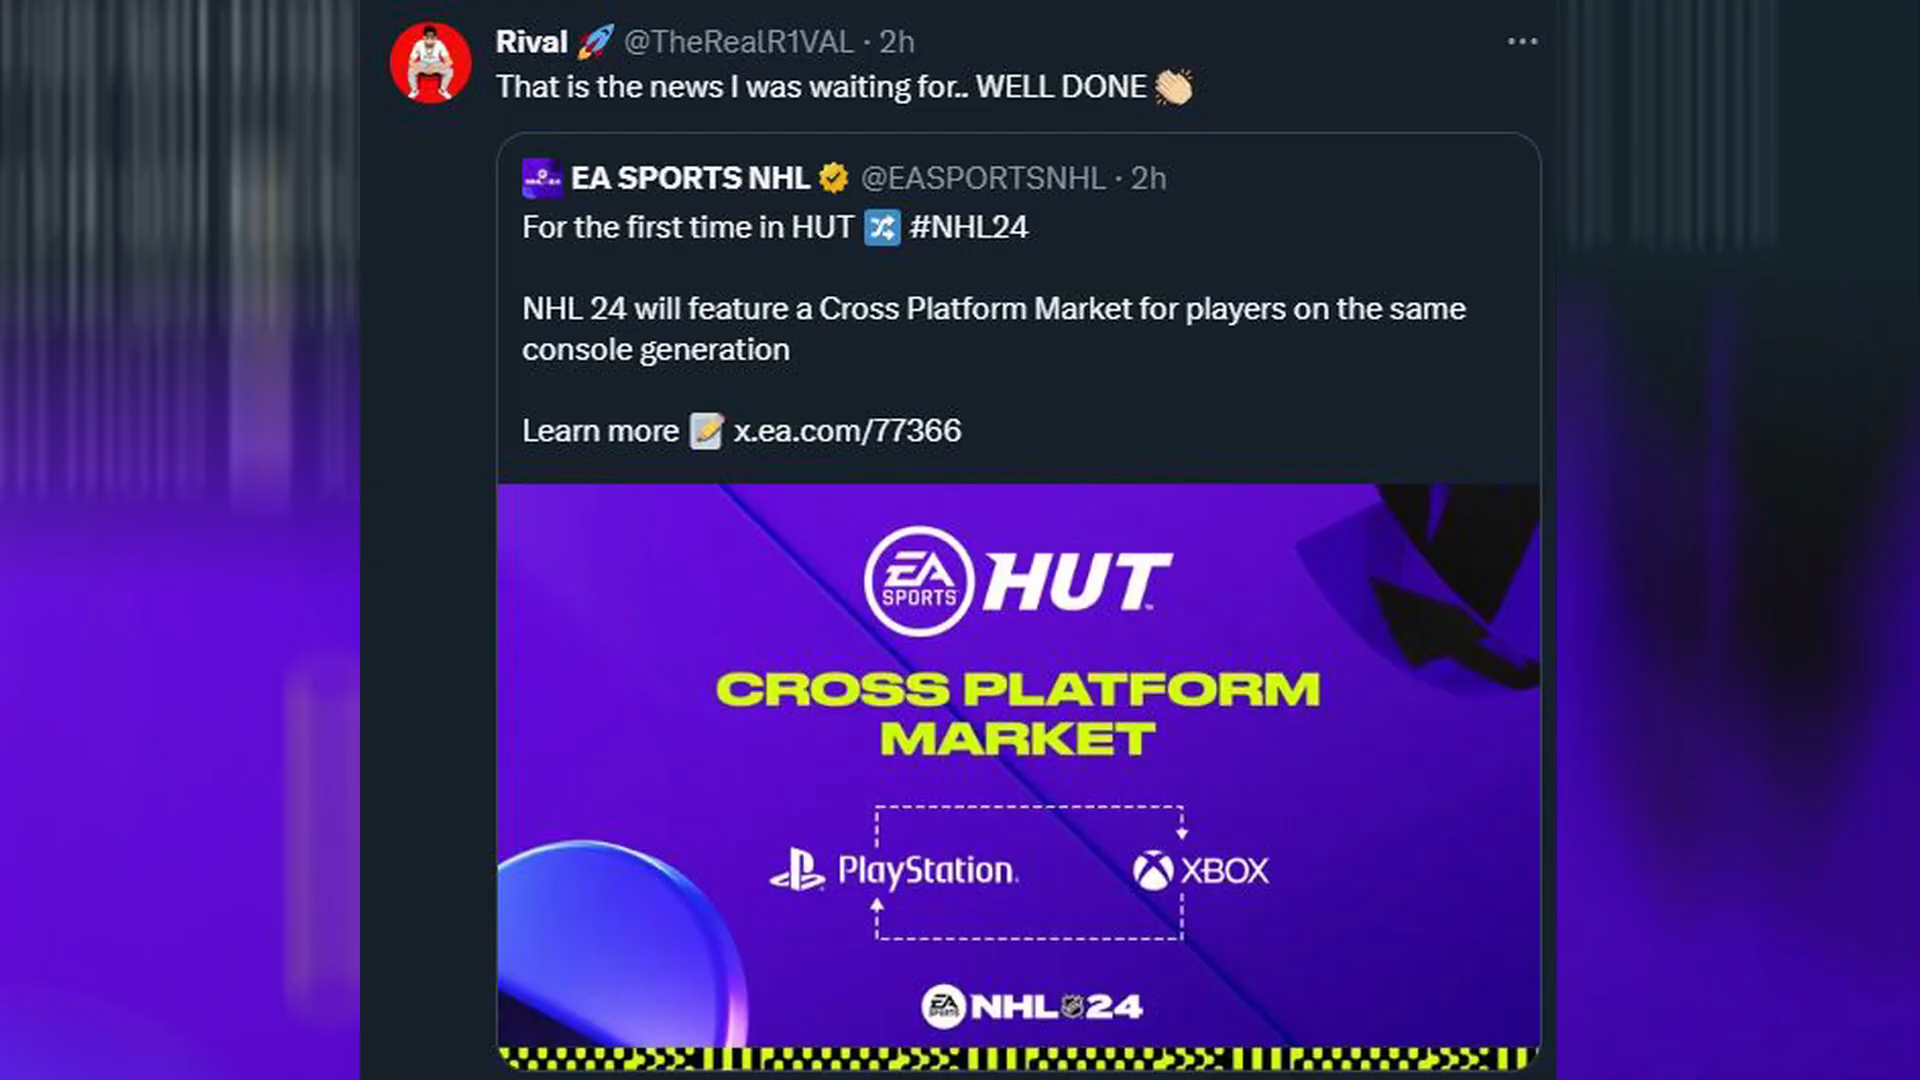 Rival 🚀 @TheRealR1VAL · 2h
That is the news I was waiting for.. WELL DONE 👏🏻
EA SPORTS NHL @EASPORTSNHL · 2h
For the first time in HUT 🔀 #NHL24
NHL 24 will feature a Cross Platform Market for players on the same
console generation
Learn more 📝 x.ea.com/77366
EA SPORTS HUT™
CROSS PLATFORM
MARKET
PlayStation.
XBOX
EA SPORTS NHL 24